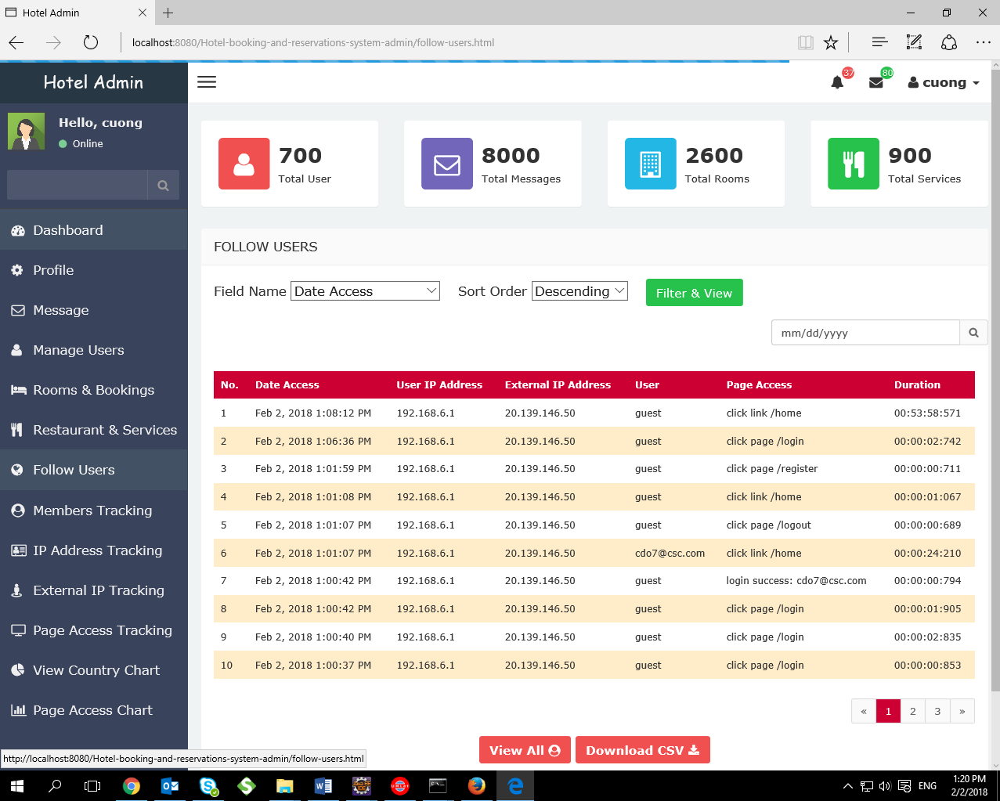 Hotel Admin
localhost:8080/Hotel-booking-and-reservations-system-admin/follow-users.html
Hotel Admin
37
80
cuong
Hello, cuong
Online
700
Total User
8000
Total Messages
2600
Total Rooms
900
Total Services
Dashboard
Profile
Message
Manage Users
Rooms & Bookings
Restaurant & Services
Follow Users
Members Tracking
IP Address Tracking
External IP Tracking
Page Access Tracking
View Country Chart
Page Access Chart
FOLLOW USERS
Field Name Date Access Sort Order Descending Filter & View
mm/dd/yyyy
No. Date Access User IP Address External IP Address User Page Access Duration
1 Feb 2, 2018 1:08:12 PM 192.168.6.1 20.139.146.50 guest click link /home 00:53:58:571
2 Feb 2, 2018 1:06:36 PM 192.168.6.1 20.139.146.50 guest click page /login 00:00:02:742
3 Feb 2, 2018 1:01:59 PM 192.168.6.1 20.139.146.50 guest click page /register 00:00:00:711
4 Feb 2, 2018 1:01:08 PM 192.168.6.1 20.139.146.50 guest click link /home 00:00:01:067
5 Feb 2, 2018 1:01:07 PM 192.168.6.1 20.139.146.50 guest click page /logout 00:00:00:689
6 Feb 2, 2018 1:01:07 PM 192.168.6.1 20.139.146.50 cdo7@csc.com click link /home 00:00:24:210
7 Feb 2, 2018 1:00:42 PM 192.168.6.1 20.139.146.50 guest login success: cdo7@csc.com 00:00:00:794
8 Feb 2, 2018 1:00:42 PM 192.168.6.1 20.139.146.50 guest click page /login 00:00:01:905
9 Feb 2, 2018 1:00:40 PM 192.168.6.1 20.139.146.50 guest click page /login 00:00:02:835
10 Feb 2, 2018 1:00:37 PM 192.168.6.1 20.139.146.50 guest click page /login 00:00:00:853
« 1 2 3 »
View All Download CSV
http://localhost:8080/Hotel-booking-and-reservations-system-admin/follow-users.html
ENG
1:20 PM
2/2/2018